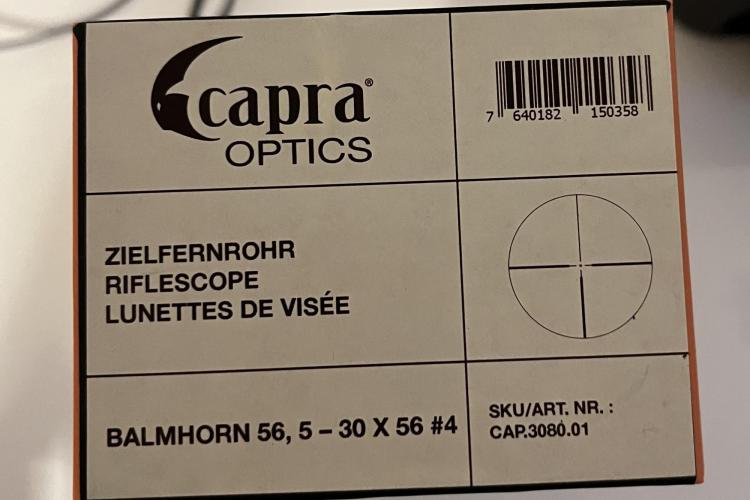 capra®
OPTICS
7 640182 150358
ZIELFERNROHR
RIFLESCOPE
LUNETTES DE VISÉE
BALMHORN 56, 5 – 30 X 56 #4
SKU/ART. NR. :
CAP.3080.01